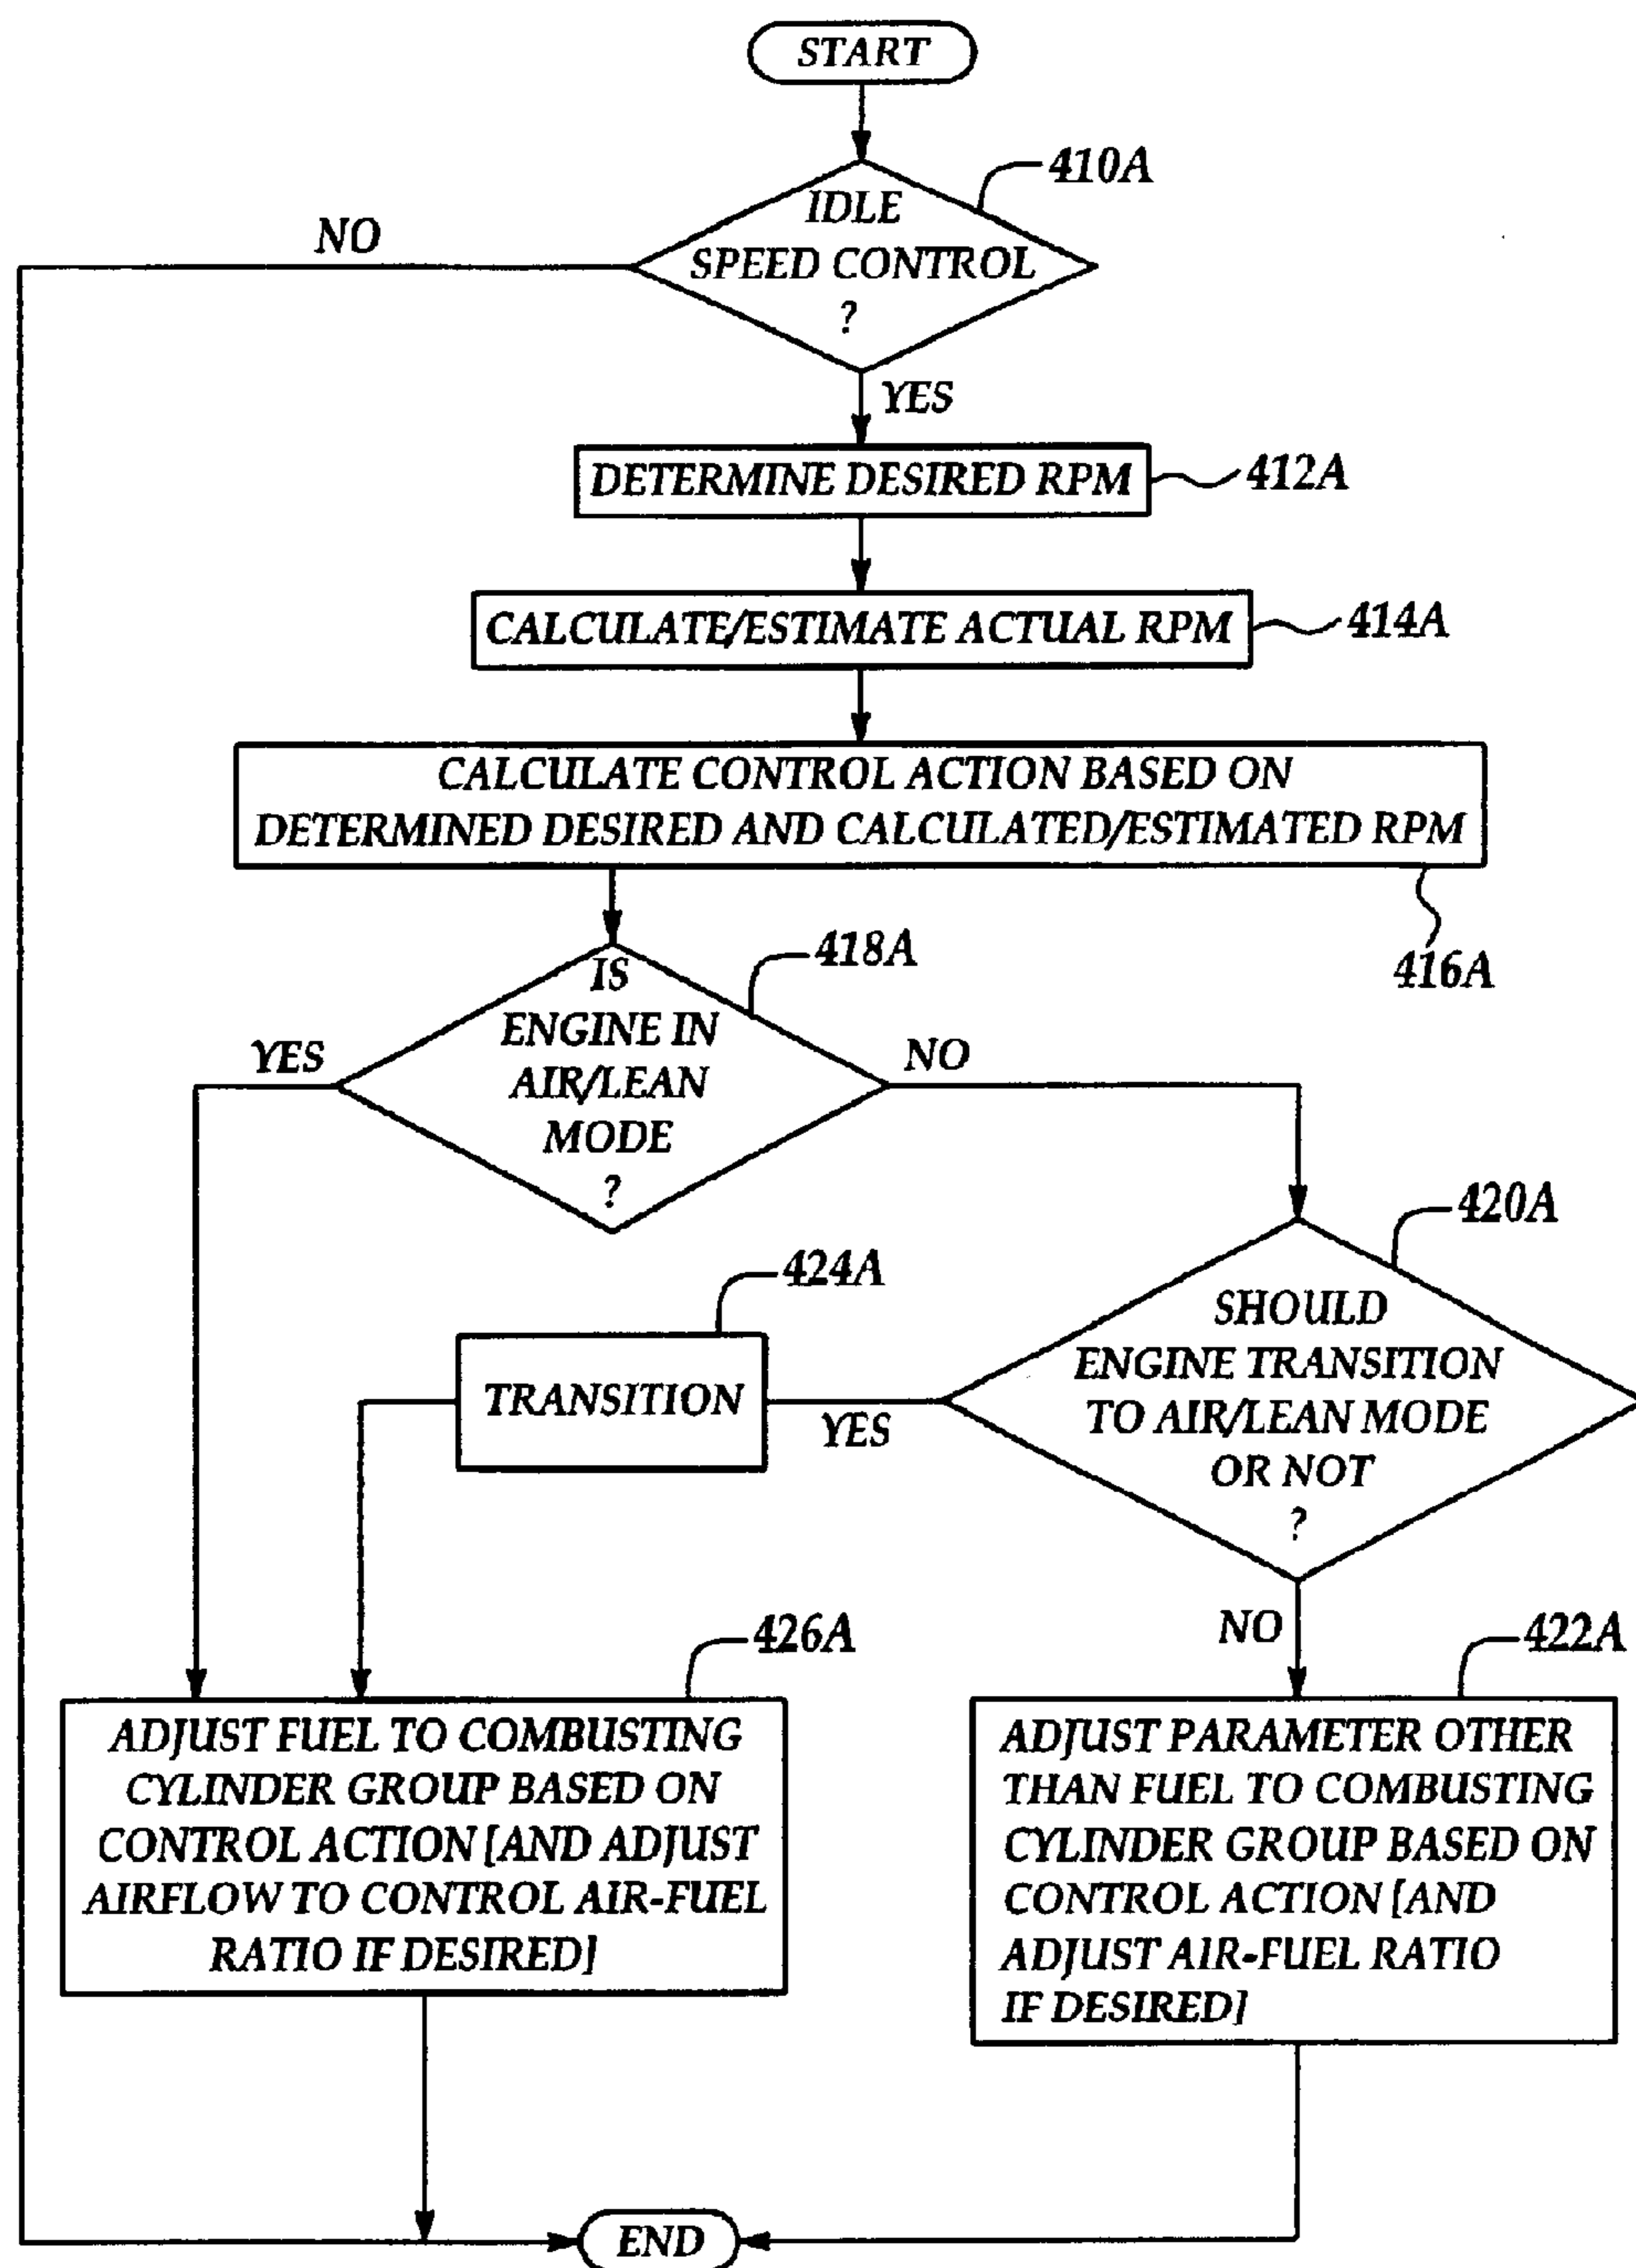 START
410A
IDLE
SPEED CONTROL
?
NO
YES
DETERMINE DESIRED RPM
412A
CALCULATE/ESTIMATE ACTUAL RPM
414A
CALCULATE CONTROL ACTION BASED ON
DETERMINED DESIRED AND CALCULATED/ESTIMATED RPM
416A
418A
IS
ENGINE IN
AIR/LEAN
MODE
?
YES
NO
420A
SHOULD
ENGINE TRANSITION
TO AIR/LEAN MODE
OR NOT
?
424A
TRANSITION
YES
NO
426A
ADJUST FUEL TO COMBUSTING
CYLINDER GROUP BASED ON
CONTROL ACTION [AND ADJUST
AIRFLOW TO CONTROL AIR-FUEL
RATIO IF DESIRED]
422A
ADJUST PARAMETER OTHER
THAN FUEL TO COMBUSTING
CYLINDER GROUP BASED ON
CONTROL ACTION [AND
ADJUST AIR-FUEL RATIO
IF DESIRED]
END